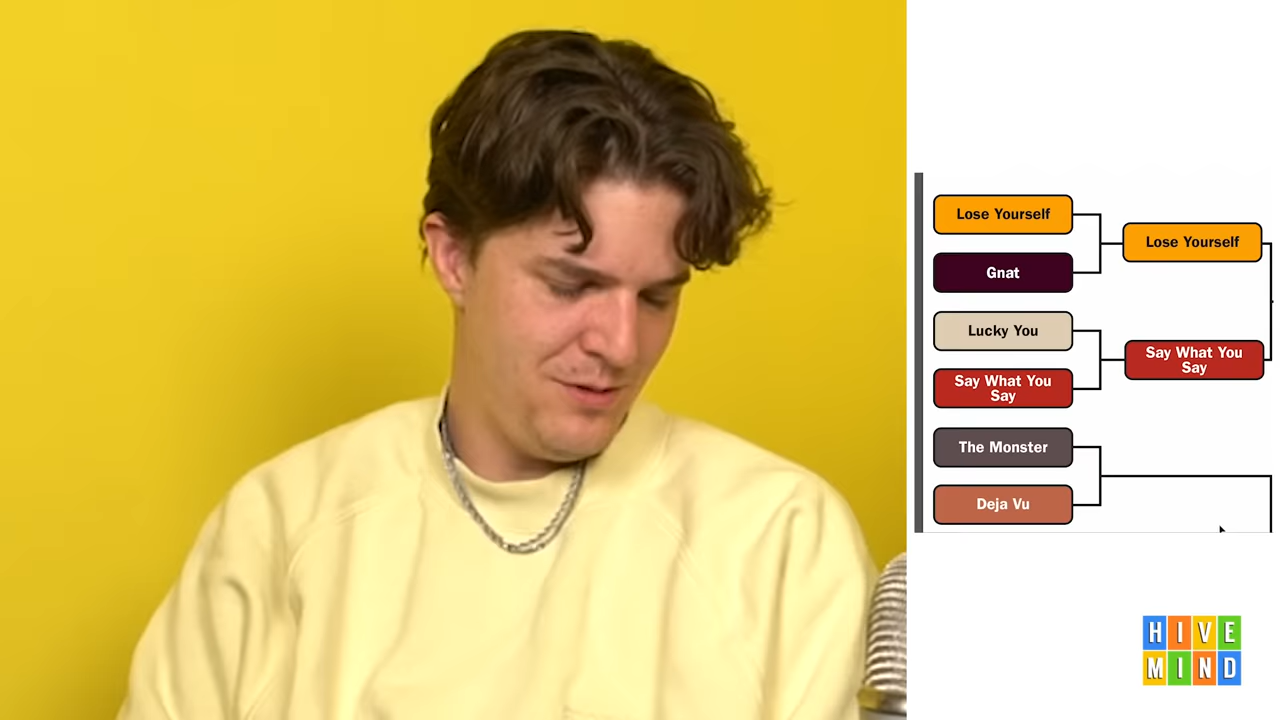 Lose Yourself
Lose Yourself
Gnat
Lucky You
Say What You
Say
Say What You
Say
The Monster
Deja Vu
HIVE
MIND